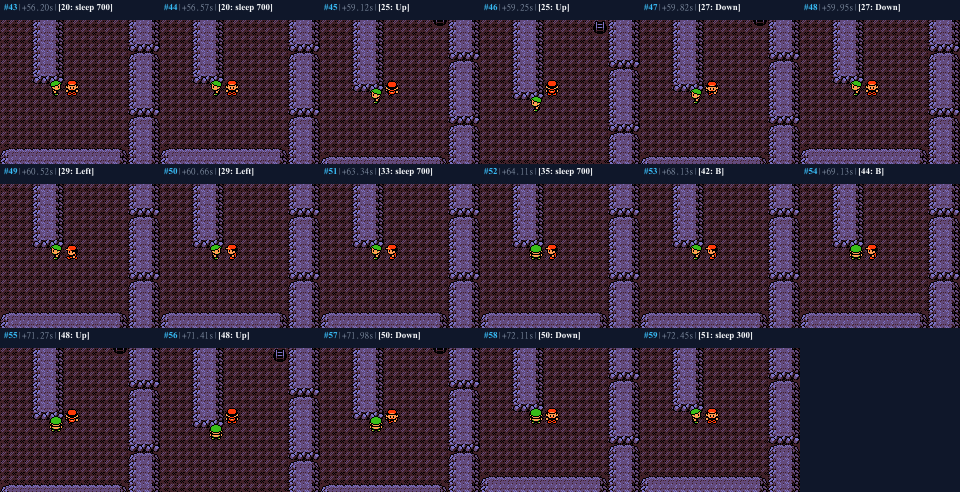 #43|+56.20s|[20: sleep 700]
#44|+56.57s|[20: sleep 700]
#45|+59.12s|[25: Up]
#46|+59.25s|[25: Up]
#47|+59.82s|[27: Down]
#48|+59.95s|[27: Down]
#49|+60.52s|[29: Left]
#50|+60.66s|[29: Left]
#51|+63.34s|[33: sleep 700]
#52|+64.11s|[35: sleep 700]
#53|+68.13s|[42: B]
#54|+69.13s|[44: B]
#55|+71.27s|[48: Up]
#56|+71.41s|[48: Up]
#57|+71.98s|[50: Down]
#58|+72.11s|[50: Down]
#59|+72.45s|[51: sleep 300]